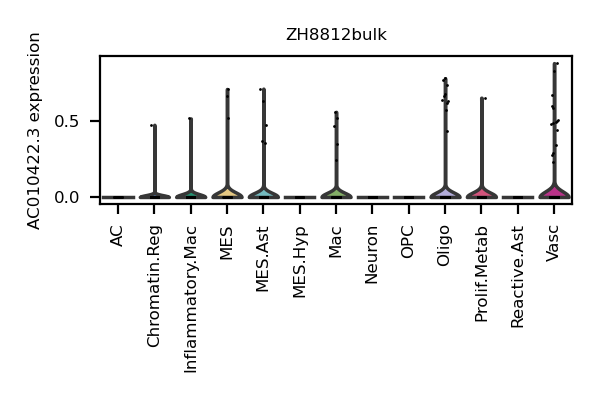 ZH8812bulk
AC010422.3 expression
0.5
0.0
AC
Chromatin.Reg
Inflammatory.Mac
MES
MES.Ast
MES.Hyp
Mac
Neuron
OPC
Oligo
Prolif.Metab
Reactive.Ast
Vasc